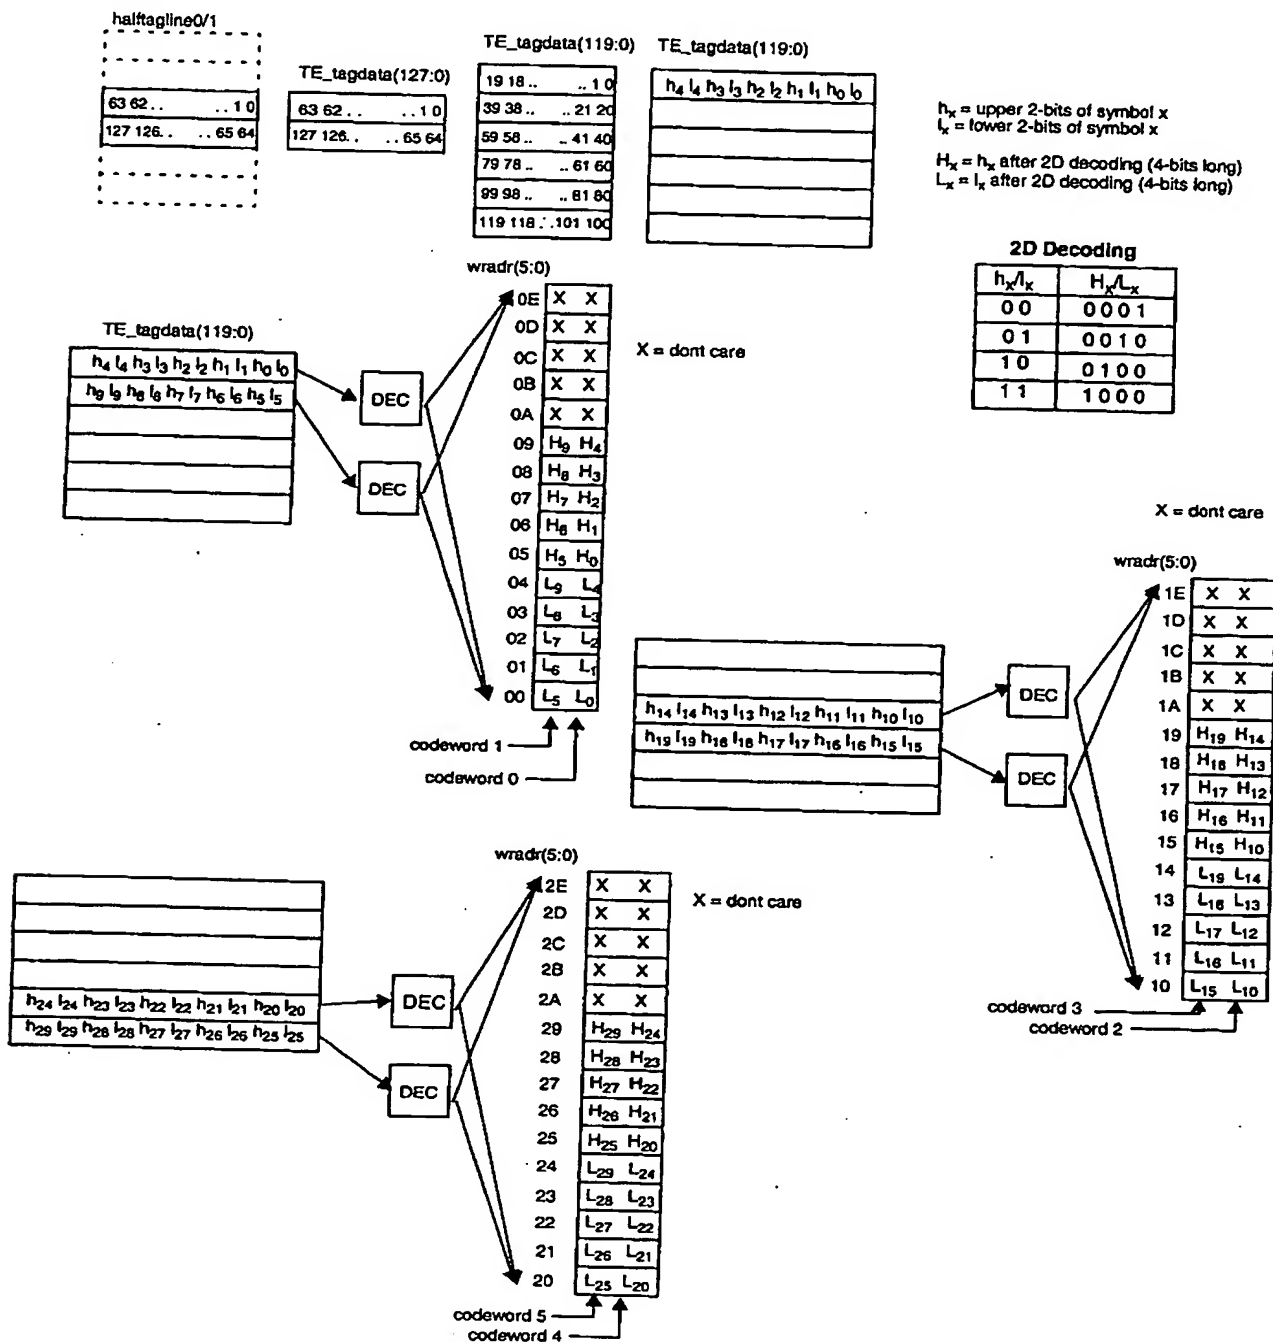 halftagline0/1
63 62 . . . . 1 0
127 126 . . . . 65 64
TE_tagdata(127:0)
63 62 . . . . 1 0
127 126 . . . . 65 64
TE_tagdata(119:0)
19 18 .. .. 1 0
39 38 .. .. 21 20
59 58 .. .. 41 40
79 78 .. .. 61 60
99 98 .. .. 81 80
119 118 . . 101 100
TE_tagdata(119:0)
h4 l4 h3 l3 h2 l2 h1 l1 h0 l0
hx = upper 2-bits of symbol x
lx = lower 2-bits of symbol x
Hx = hx after 2D decoding (4-bits long)
Lx = lx after 2D decoding (4-bits long)
2D Decoding
hx/lx Hx/Lx
0 0 0 0 0 1
0 1 0 0 1 0
1 0 0 1 0 0
1 1 1 0 0 0
TE_tagdata(119:0)
h4 l4 h3 l3 h2 l2 h1 l1 h0 l0
h9 l9 h8 l8 h7 l7 h6 l6 h5 l5
DEC
DEC
wradr(5:0)
0E X X
0D X X
0C X X
0B X X
0A X X
09 H9 H4
08 H8 H3
07 H7 H2
06 H6 H1
05 H5 H0
04 L9 L4
03 L8 L3
02 L7 L2
01 L6 L1
00 L5 L0
codeword 1
codeword 0
X = dont care
h14 l14 h13 l13 h12 l12 h11 l11 h10 l10
h19 l19 h18 l18 h17 l17 h16 l16 h15 l15
DEC
DEC
X = dont care
wradr(5:0)
1E X X
1D X X
1C X X
1B X X
1A X X
19 H19 H14
18 H18 H13
17 H17 H12
16 H16 H11
15 H15 H10
14 L19 L14
13 L18 L13
12 L17 L12
11 L16 L11
10 L15 L10
codeword 3
codeword 2
h24 l24 h23 l23 h22 l22 h21 l21 h20 l20
h29 l29 h28 l28 h27 l27 h26 l26 h25 l25
DEC
DEC
wradr(5:0)
2E X X
2D X X
2C X X
2B X X
2A X X
29 H29 H24
28 H28 H23
27 H27 H22
26 H26 H21
25 H25 H20
24 L29 L24
23 L28 L23
22 L27 L22
21 L26 L21
20 L25 L20
codeword 5
codeword 4
X = dont care